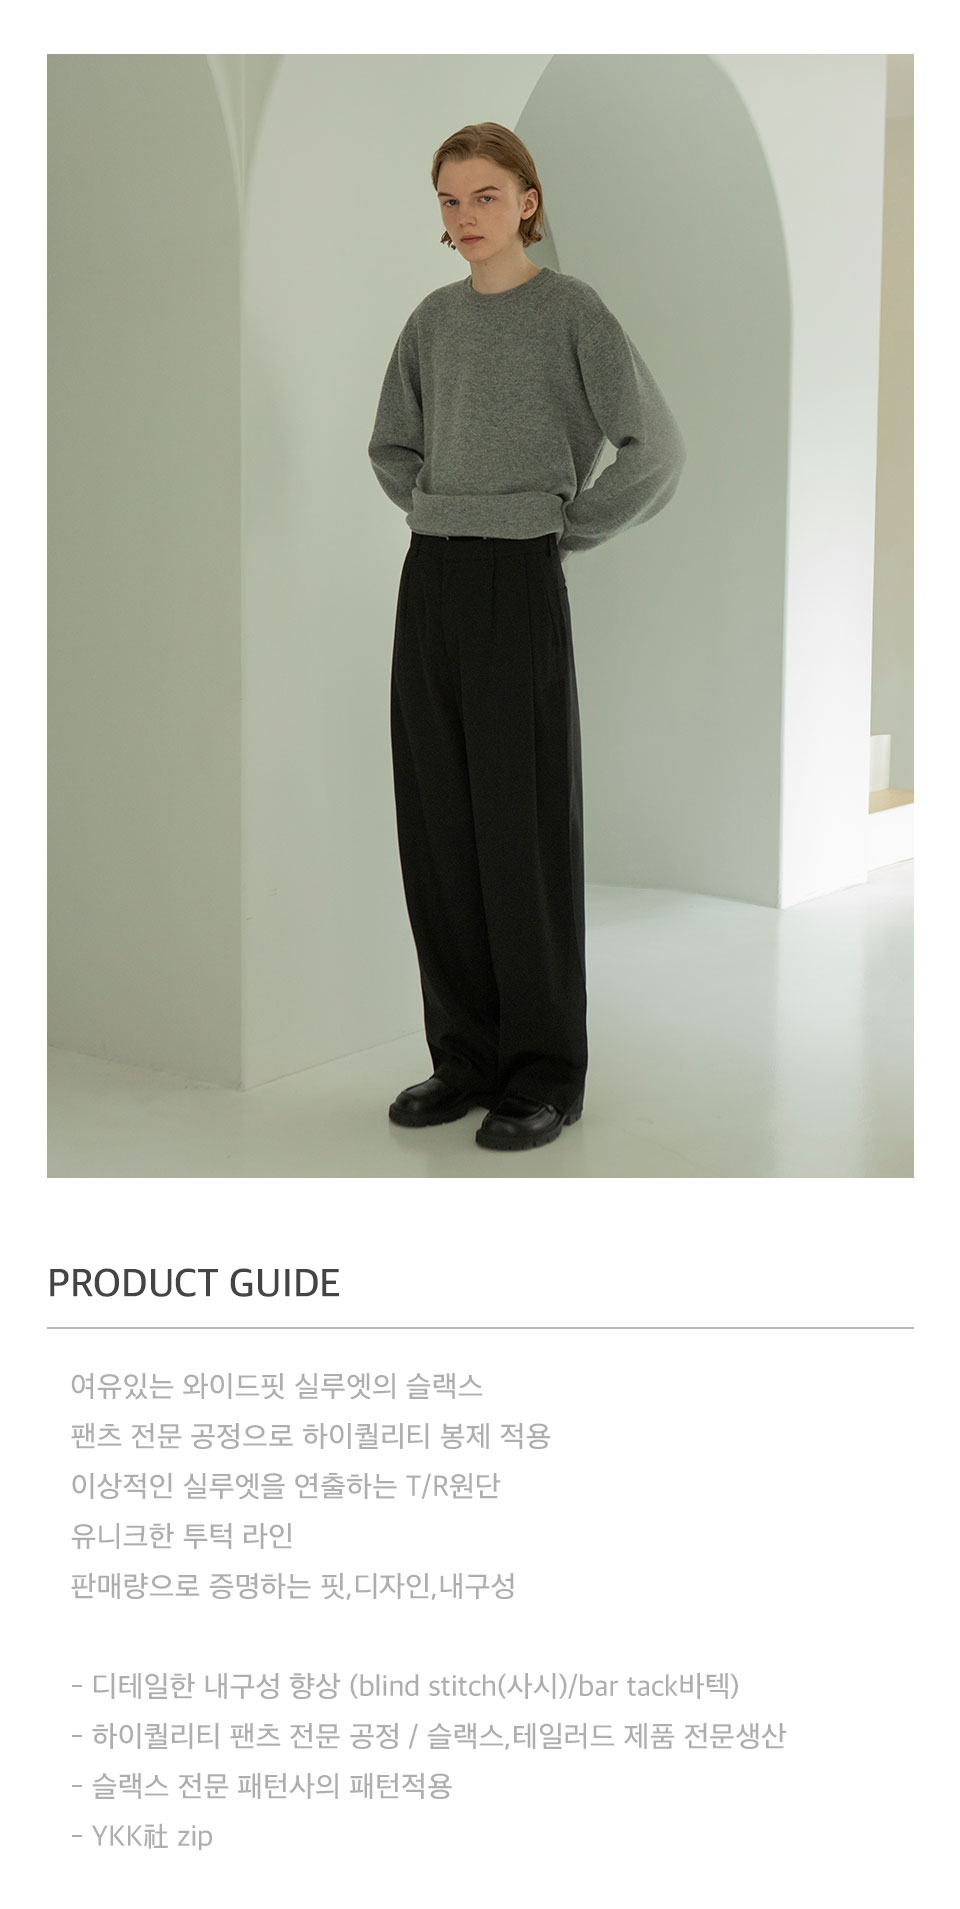 PRODUCT GUIDE
여유있는 와이드핏 실루엣의 슬랙스
팬츠 전문 공정으로 하이퀄리티 봉제 적용
이상적인 실루엣을 연출하는 T/R원단
유니크한 투턱 라인
판매량으로 증명하는 핏,디자인,내구성
- 디테일한 내구성 향상 (blind stitch(사시)/bar tack바텍)
- 하이퀄리티 팬츠 전문 공정 / 슬랙스,테일러드 제품 전문생산
- 슬랙스 전문 패턴사의 패턴적용
- YKK社 zip